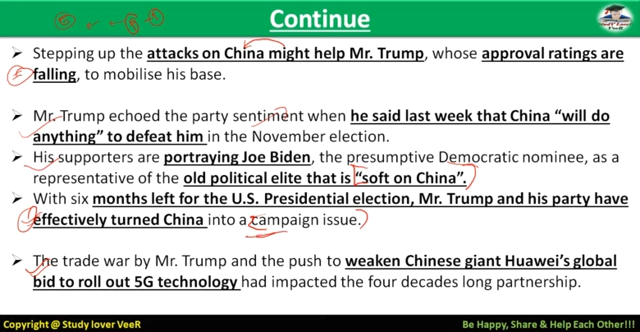 Continue
➢ Stepping up the attacks on China might help Mr. Trump, whose approval ratings are
falling, to mobilise his base.
➢ Mr. Trump echoed the party sentiment when he said last week that China “will do
anything” to defeat him in the November election.
➢ His supporters are portraying Joe Biden, the presumptive Democratic nominee, as a
representative of the old political elite that is “soft on China”.
➢ With six months left for the U.S. Presidential election, Mr. Trump and his party have
effectively turned China into a campaign issue.
➢ The trade war by Mr. Trump and the push to weaken Chinese giant Huawei’s global
bid to roll out 5G technology had impacted the four decades long partnership.
Copyright @ Study lover VeeR
Be Happy, Share & Help Each Other!!!